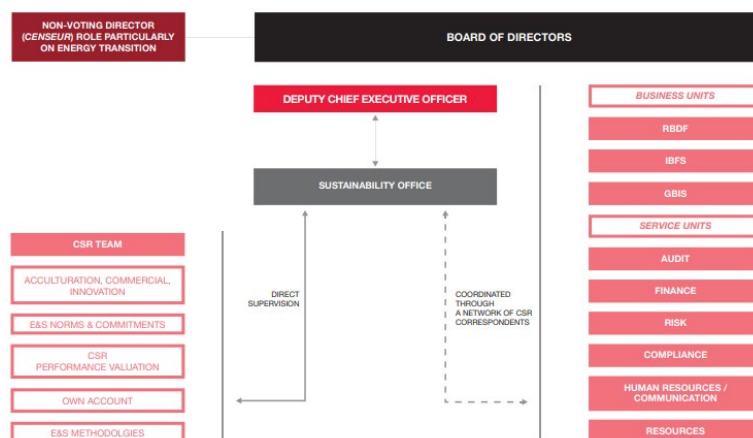 NON-VOTING DIRECTOR
(CENSEUR) ROLE PARTICULARLY
ON ENERGY TRANSITION
BOARD OF DIRECTORS
DEPUTY CHIEF EXECUTIVE OFFICER
SUSTAINABILITY OFFICE
CSR TEAM
ACCULTURATION, COMMERCIAL,
INNOVATION
E&S NORMS & COMMITMENTS
CSR
PERFORMANCE VALUATION
OWN ACCOUNT
E&S METHODOLGIES
DIRECT
SUPERVISION
COORDINATED
THROUGH
A NETWORK OF CSR
CORRESPONDENTS
BUSINESS UNITS
RBDF
IBFS
GBIS
SERVICE UNITS
AUDIT
FINANCE
RISK
COMPLIANCE
HUMAN RESOURCES /
COMMUNICATION
RESOURCES